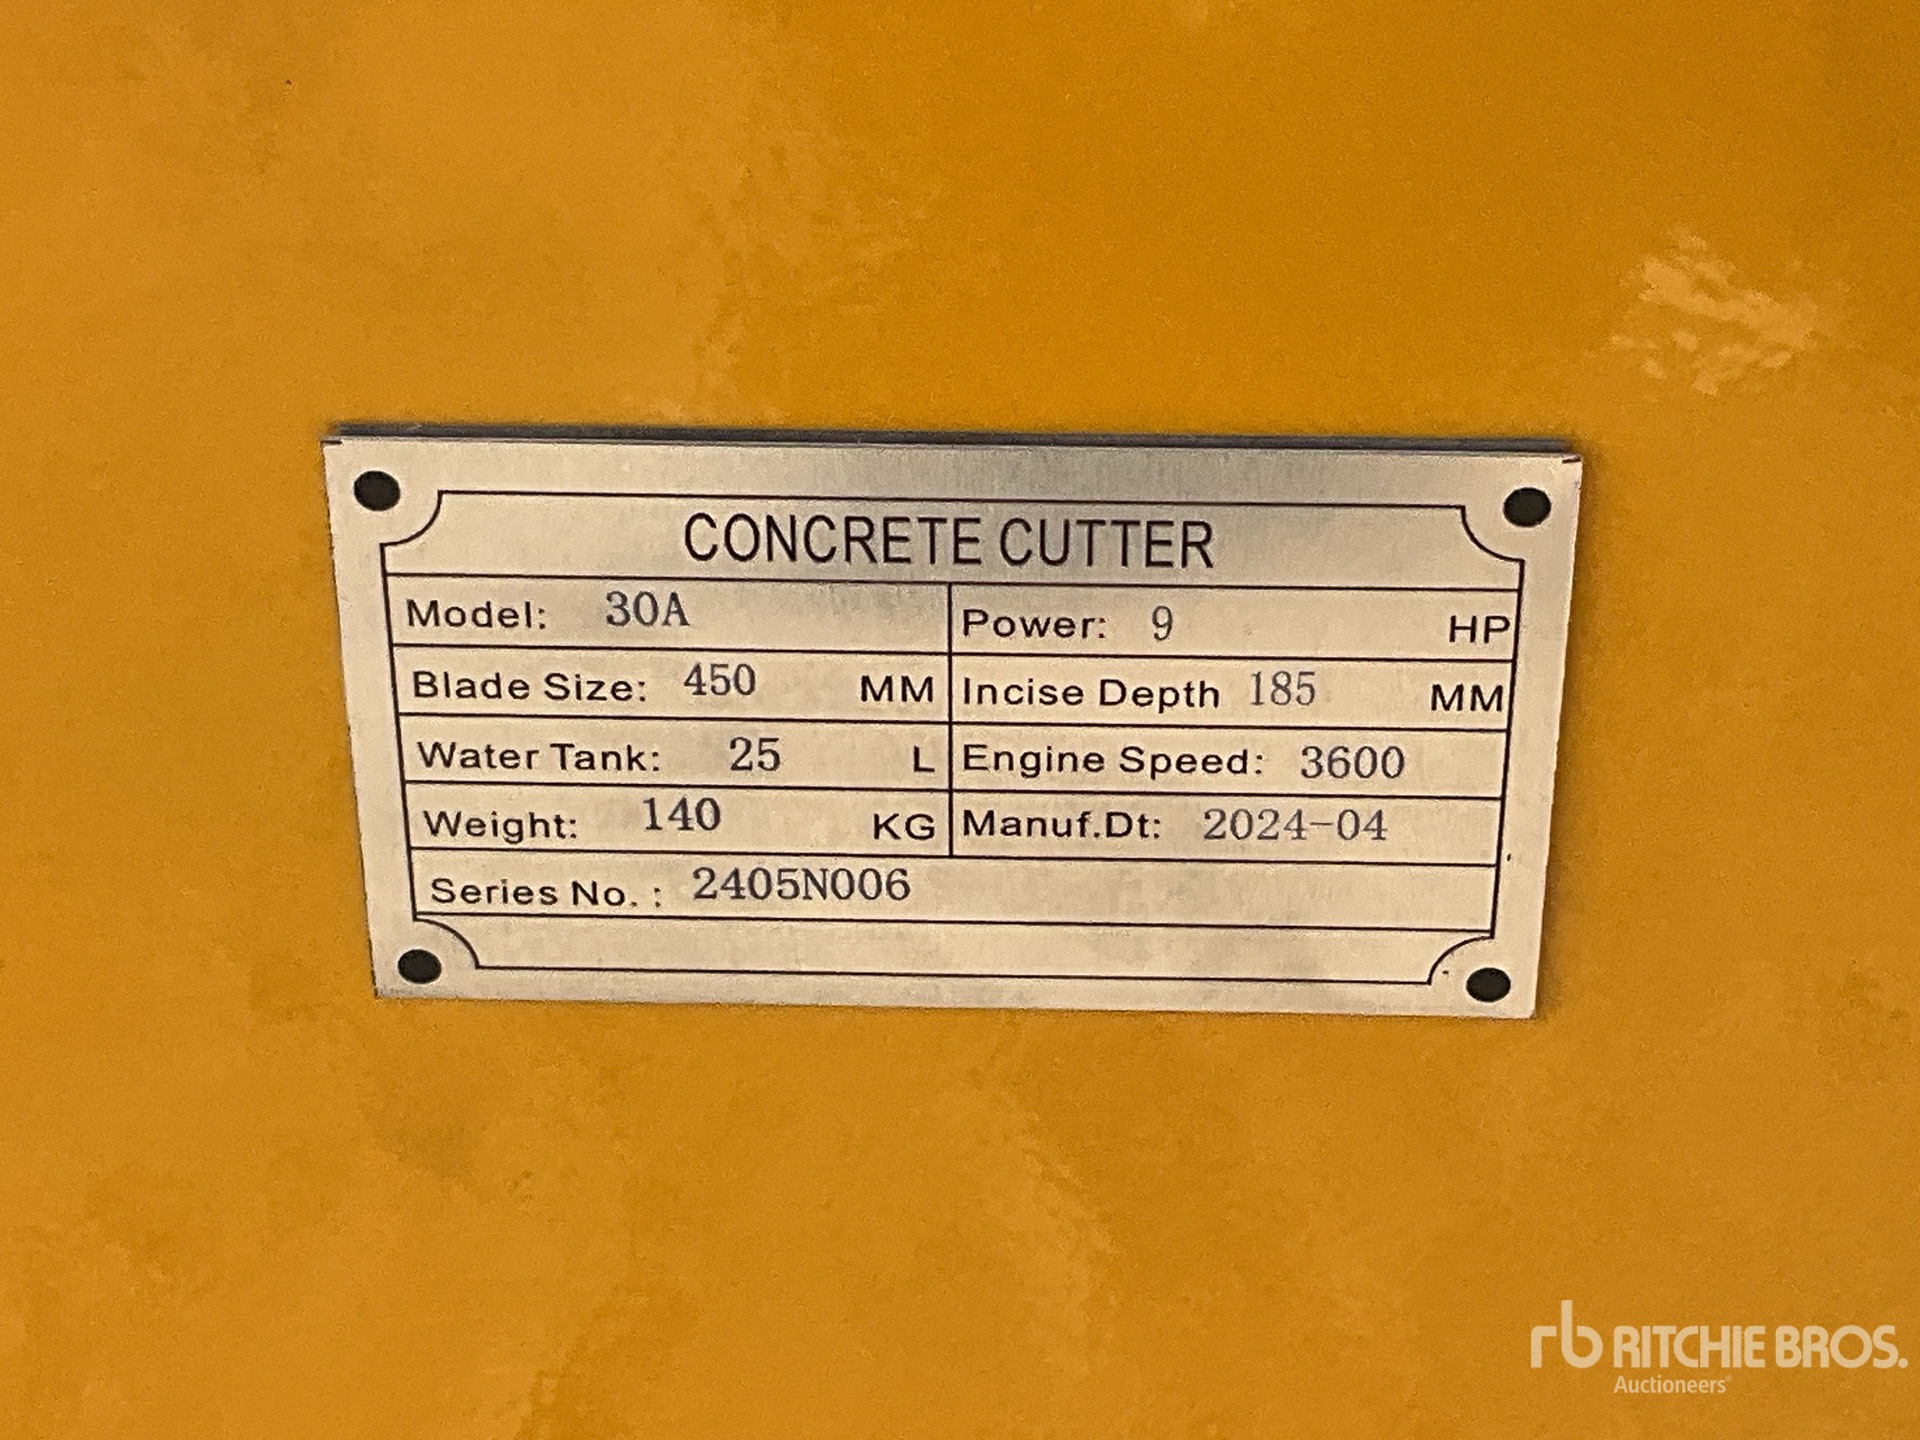 CONCRETE CUTTER
Model: 30A Power: 9 HP
Blade Size: 450 MM Incise Depth 185 MM
Water Tank: 25 L Engine Speed: 3600
Weight: 140 KG Manuf.Dt: 2024-04
Series No. : 2405N006
rb RITCHIE BROS.
Auctioneers